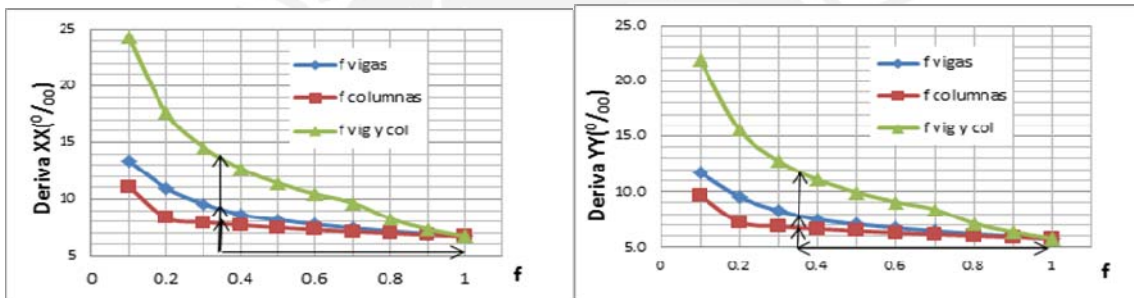 25
20
15
10
5
Deriva XX(⁰/₀₀)
f vigas
f columnas
f vig y col
0 0.2 0.4 0.6 0.8 1 f
25.0
20.0
15.0
10.0
5.0
Deriva YY(⁰/₀₀)
f vigas
f columnas
f vig y col
0 0.2 0.4 0.6 0.8 1 f